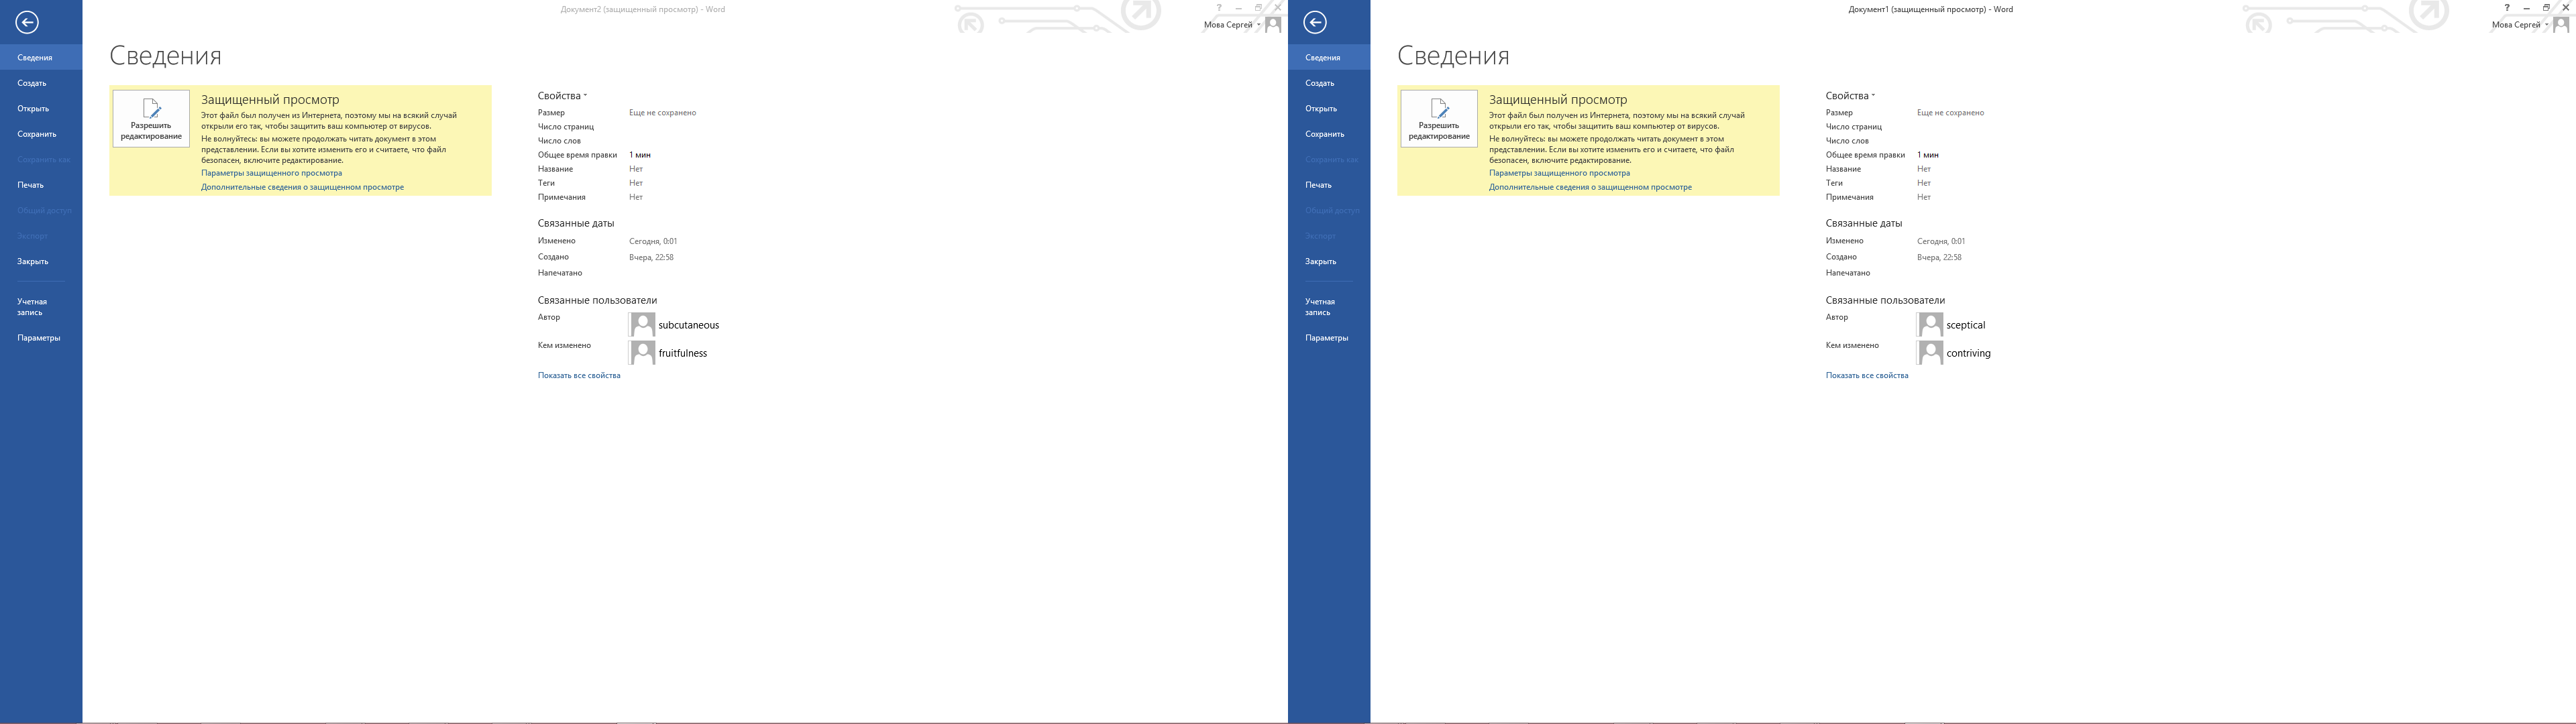 Документ2 (защищенный просмотр) - Word
Мова Сергей
Сведения
Создать
Открыть
Сохранить
Сохранить как
Печать
Общий доступ
Экспорт
Закрыть
Учетная
запись
Параметры
Сведения
Разрешить
редактирование
Защищенный просмотр
Этот файл был получен из Интернета, поэтому мы на всякий случай
открыли его так, чтобы защитить ваш компьютер от вирусов.
Не волнуйтесь: вы можете продолжать читать документ в этом
представлении. Если вы хотите изменить его и считаете, что файл
безопасен, включите редактирование.
Параметры защищенного просмотра
Дополнительные сведения о защищенном просмотре
Свойства
Размер Еще не сохранено
Число страниц
Число слов
Общее время правки 1 мин
Название Нет
Теги Нет
Примечания Нет
Связанные даты
Изменено Сегодня, 0:01
Создано Вчера, 22:58
Напечатано
Связанные пользователи
Автор subcutaneous
Кем изменено fruitfulness
Показать все свойства
Документ1 (защищенный просмотр) - Word
Мова Сергей
Сведения
Создать
Открыть
Сохранить
Сохранить как
Печать
Общий доступ
Экспорт
Закрыть
Учетная
запись
Параметры
Сведения
Разрешить
редактирование
Защищенный просмотр
Этот файл был получен из Интернета, поэтому мы на всякий случай
открыли его так, чтобы защитить ваш компьютер от вирусов.
Не волнуйтесь: вы можете продолжать читать документ в этом
представлении. Если вы хотите изменить его и считаете, что файл
безопасен, включите редактирование.
Параметры защищенного просмотра
Дополнительные сведения о защищенном просмотре
Свойства
Размер Еще не сохранено
Число страниц
Число слов
Общее время правки 1 мин
Название Нет
Теги Нет
Примечания Нет
Связанные даты
Изменено Сегодня, 0:01
Создано Вчера, 22:58
Напечатано
Связанные пользователи
Автор sceptical
Кем изменено contriving
Показать все свойства